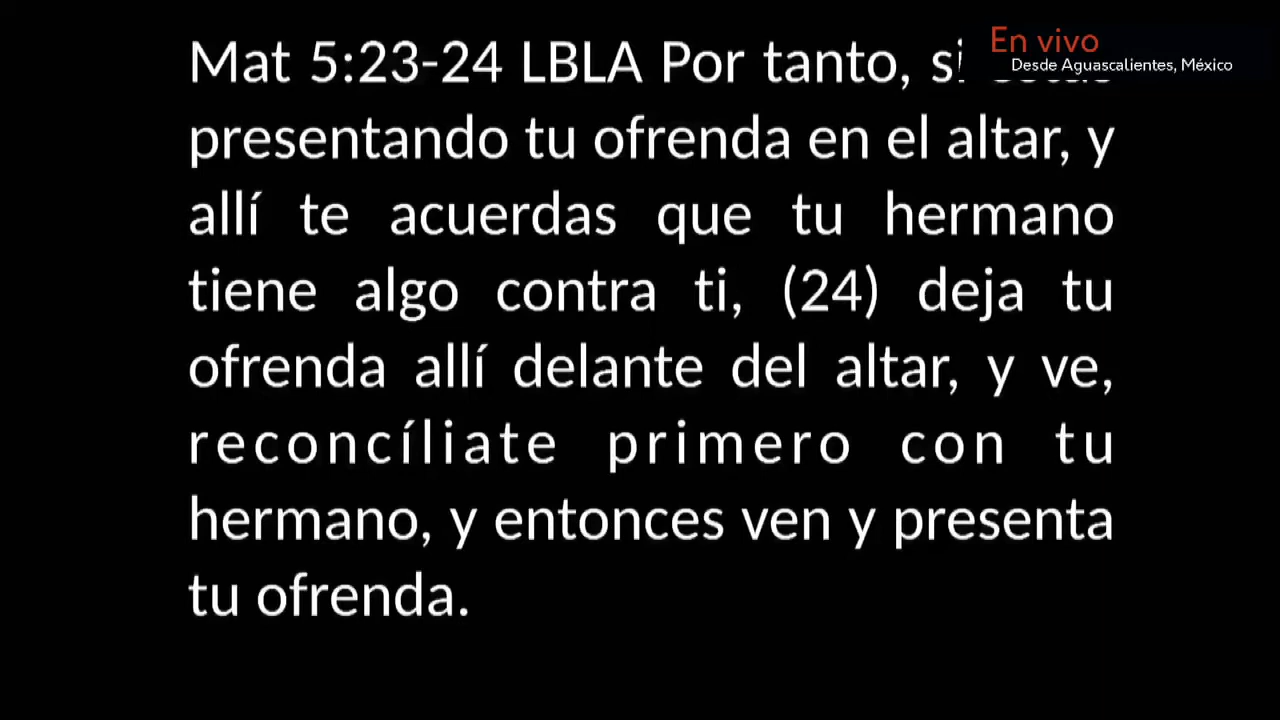 Mat 5:23-24 LBLA Por tanto, si
En vivo
Desde Aguascalientes, México
presentando tu ofrenda en el altar, y
allí te acuerdas que tu hermano
tiene algo contra ti, (24) deja tu
ofrenda allí delante del altar, y ve,
reconcíliate primero con tu
hermano, y entonces ven y presenta
tu ofrenda.